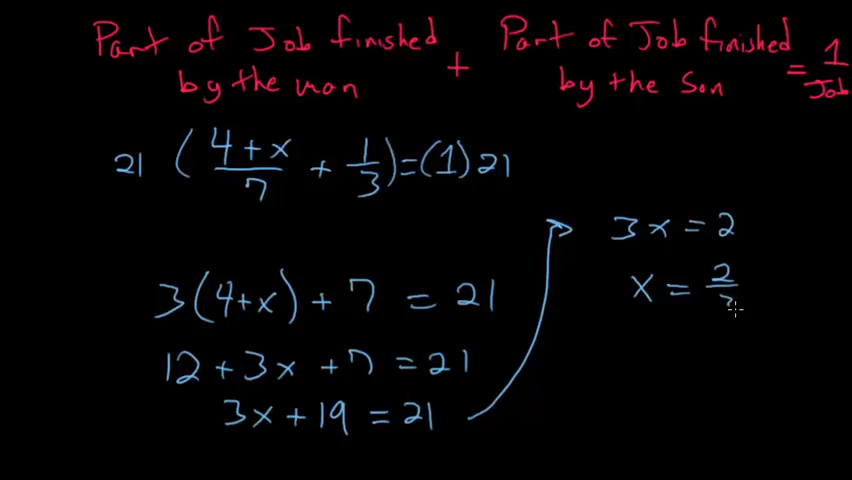 Part of Job finished by the man + Part of Job finished by the Son = 1 Job
21 ( (4+x)/7 + 1/3 ) = (1) 21
3(4+x) + 7 = 21
12 + 3x + 7 = 21
3x + 19 = 21
3x = 2
x = 2/